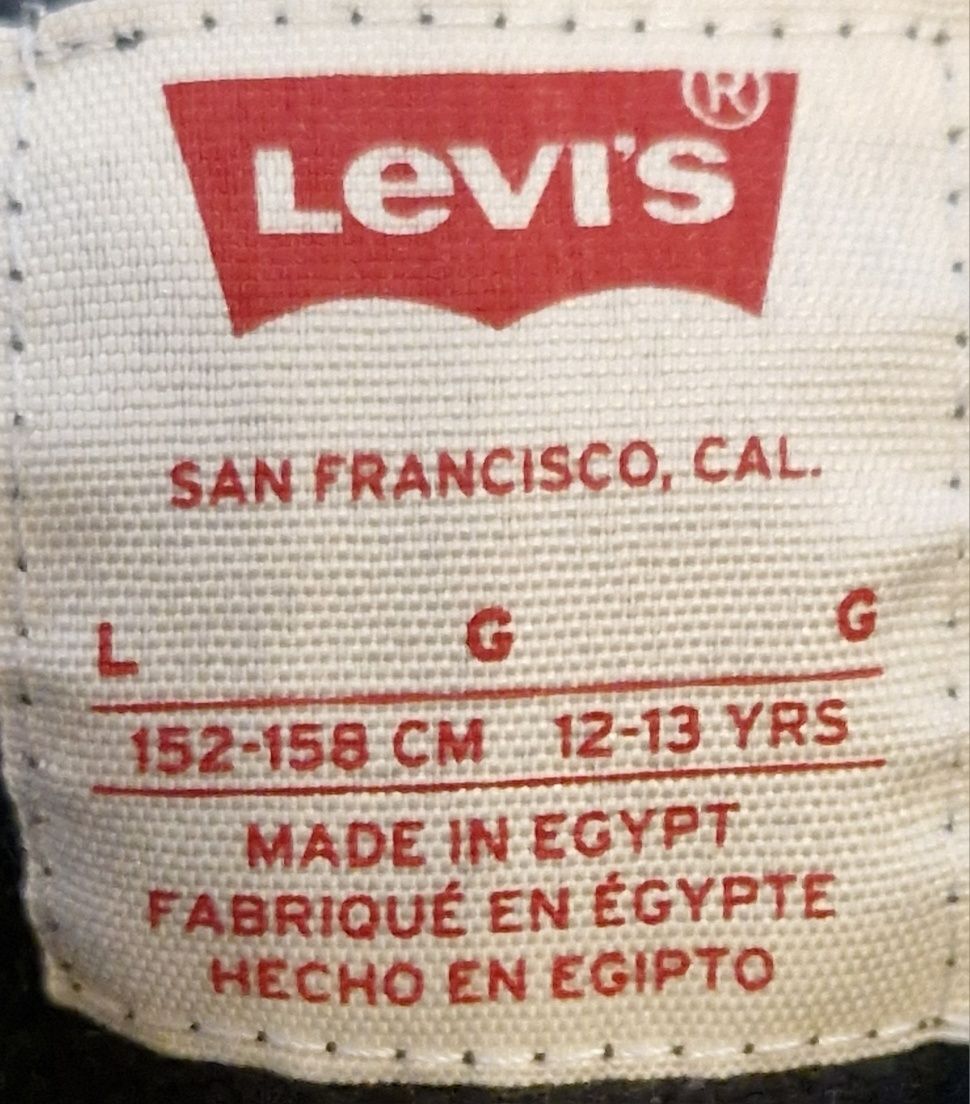 Levi's®
SAN FRANCISCO, CAL.
L G G
152-158 CM 12-13 YRS
MADE IN EGYPT
FABRIQUÉ EN ÉGYPTE
HECHO EN EGIPTO